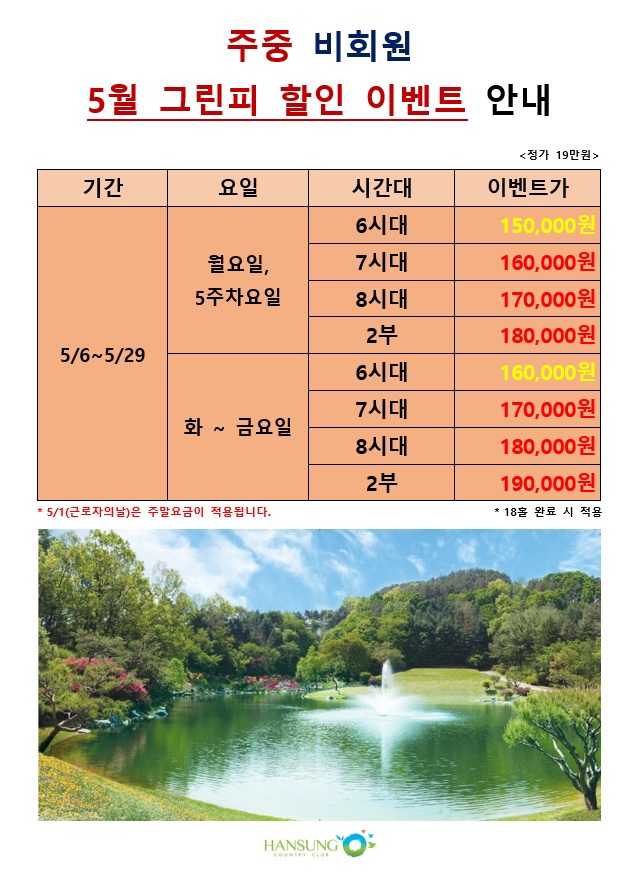 주중 비회원
5월 그린피 할인 이벤트 안내
<정가 19만원>
기간 요일 시간대 이벤트가
5/6~5/29
월요일,
5주차요일
6시대 150,000원
7시대 160,000원
8시대 170,000원
2부 180,000원
화 ~ 금요일
6시대 160,000원
7시대 170,000원
8시대 180,000원
2부 190,000원
* 5/1(근로자의날)은 주말요금이 적용됩니다. * 18홀 완료 시 적용
HANSUNG
COUNTRY CLUB